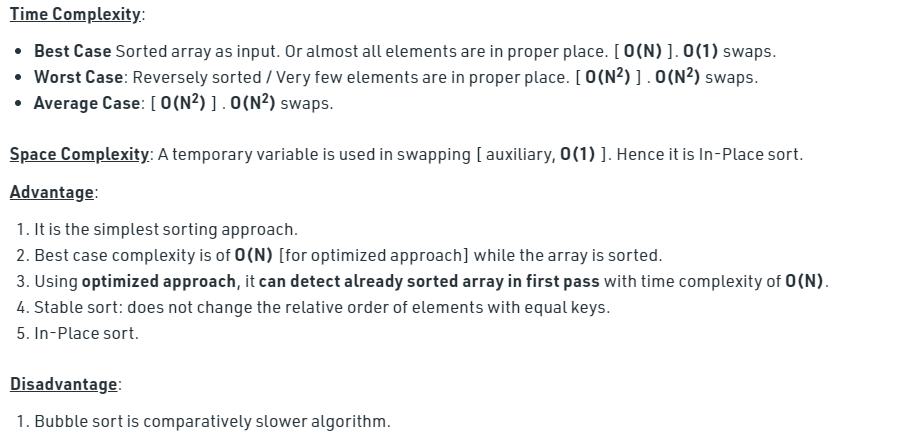 Time Complexity:
• Best Case Sorted array as input. Or almost all elements are in proper place. [ O(N) ]. O(1) swaps.
• Worst Case: Reversely sorted / Very few elements are in proper place. [ O(N²) ] . O(N²) swaps.
• Average Case: [ O(N²) ] . O(N²) swaps.
Space Complexity: A temporary variable is used in swapping [ auxiliary, O(1) ]. Hence it is In-Place sort.
Advantage:
1. It is the simplest sorting approach.
2. Best case complexity is of O(N) [for optimized approach] while the array is sorted.
3. Using optimized approach, it can detect already sorted array in first pass with time complexity of O(N).
4. Stable sort: does not change the relative order of elements with equal keys.
5. In-Place sort.
Disadvantage:
1. Bubble sort is comparatively slower algorithm.